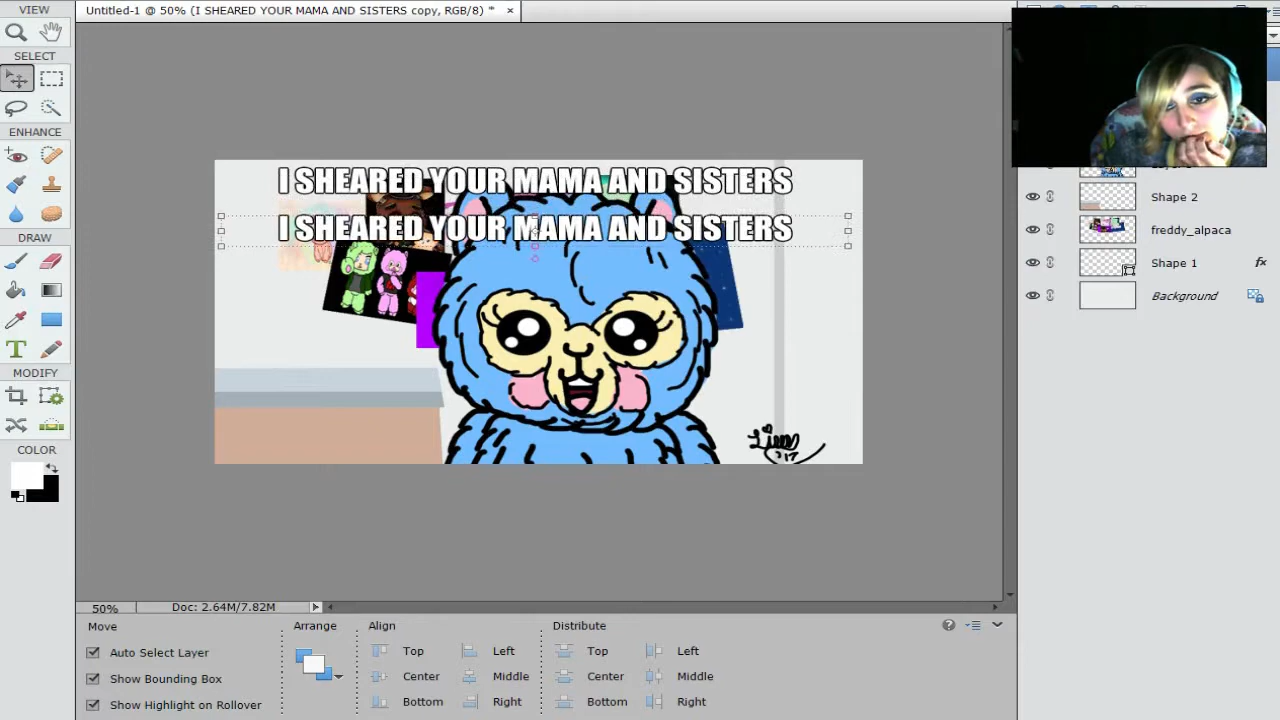 VIEW
Untitled-1 @ 50% (I SHEARED YOUR MAMA AND SISTERS copy, RGB/8) * ×
SELECT
ENHANCE
DRAW
T
MODIFY
COLOR
I SHEARED YOUR MAMA AND SISTERS
I SHEARED YOUR MAMA AND SISTERS
'17
Shape 2
freddy_alpaca
Shape 1 fx
Background
50% Doc: 2.64M/7.82M
Move Arrange Align Distribute
Auto Select Layer Top Left Top Left
Show Bounding Box Center Middle Center Middle
Show Highlight on Rollover Bottom Right Bottom Right